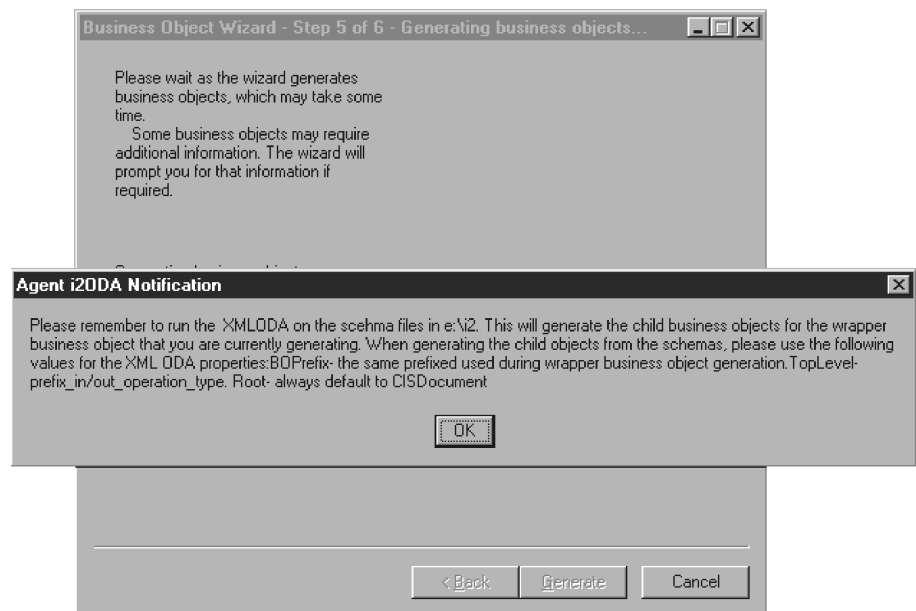 Business Object Wizard - Step 5 of 6 - Generating business objects...
Please wait as the wizard generates
business objects, which may take some
time.
Some business objects may require
additional information. The wizard will
prompt you for that information if
required.
Agent i2ODA Notification
Please remember to run the XMLODA on the scehma files in e:\i2. This will generate the child business objects for the wrapper
business object that you are currently generating. When generating the child objects from the schemas, please use the following
values for the XML ODA properties:BOPrefix- the same prefixed used during wrapper business object generation.TopLevel-
prefix_in/out_operation_type. Root- always default to CISDocument
OK
< Back
Generate
Cancel